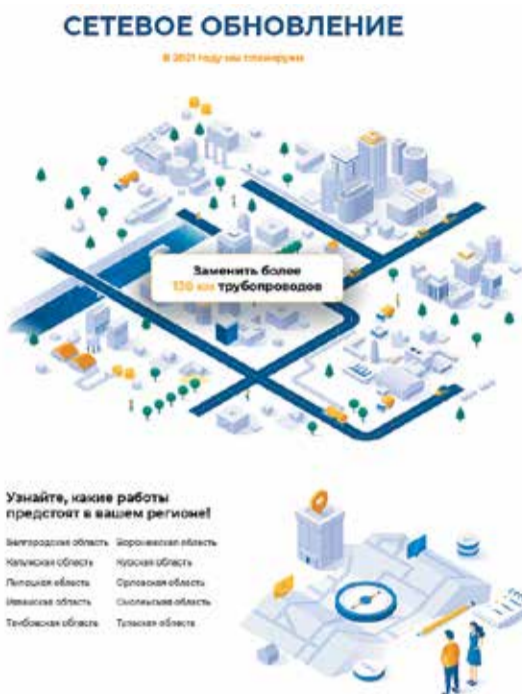 СЕТЕВОЕ ОБНОВЛЕНИЕ
В 2021 году мы планируем
Заменить более
130 км трубопроводов
Узнайте, какие работы
предстоят в вашем регионе!
Белгородская область Воронежская область
Калужская область Курская область
Липецкая область Орловская область
область Смоленская область
Тамбовская область Тульская область